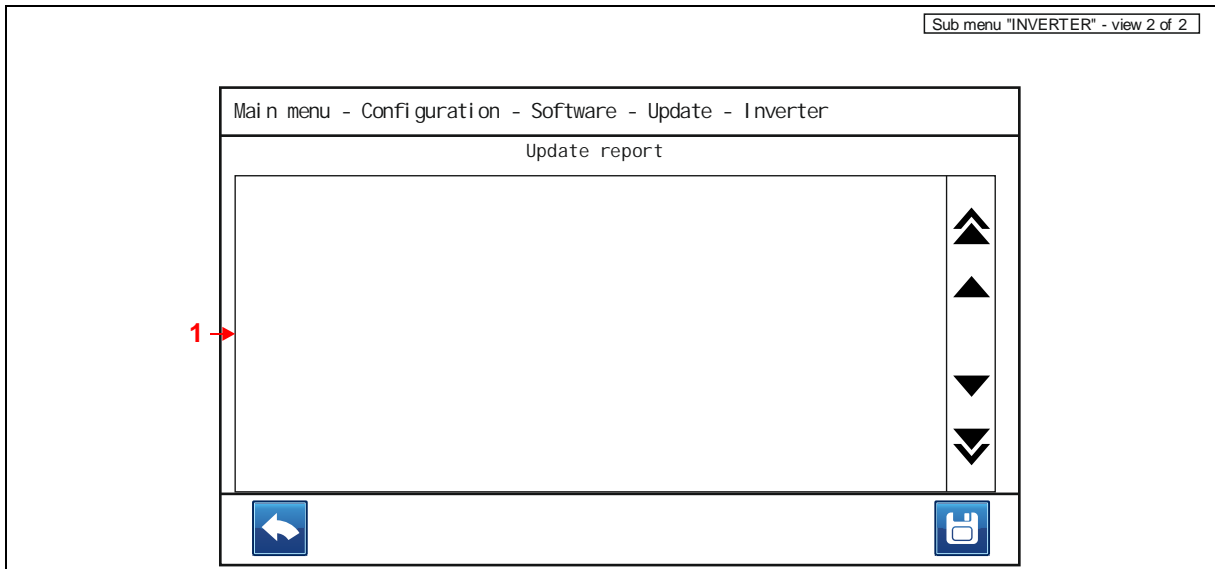 Sub menu "INVERTER" - view 2 of 2
Main menu - Configuration - Software - Update - Inverter
Update report
1